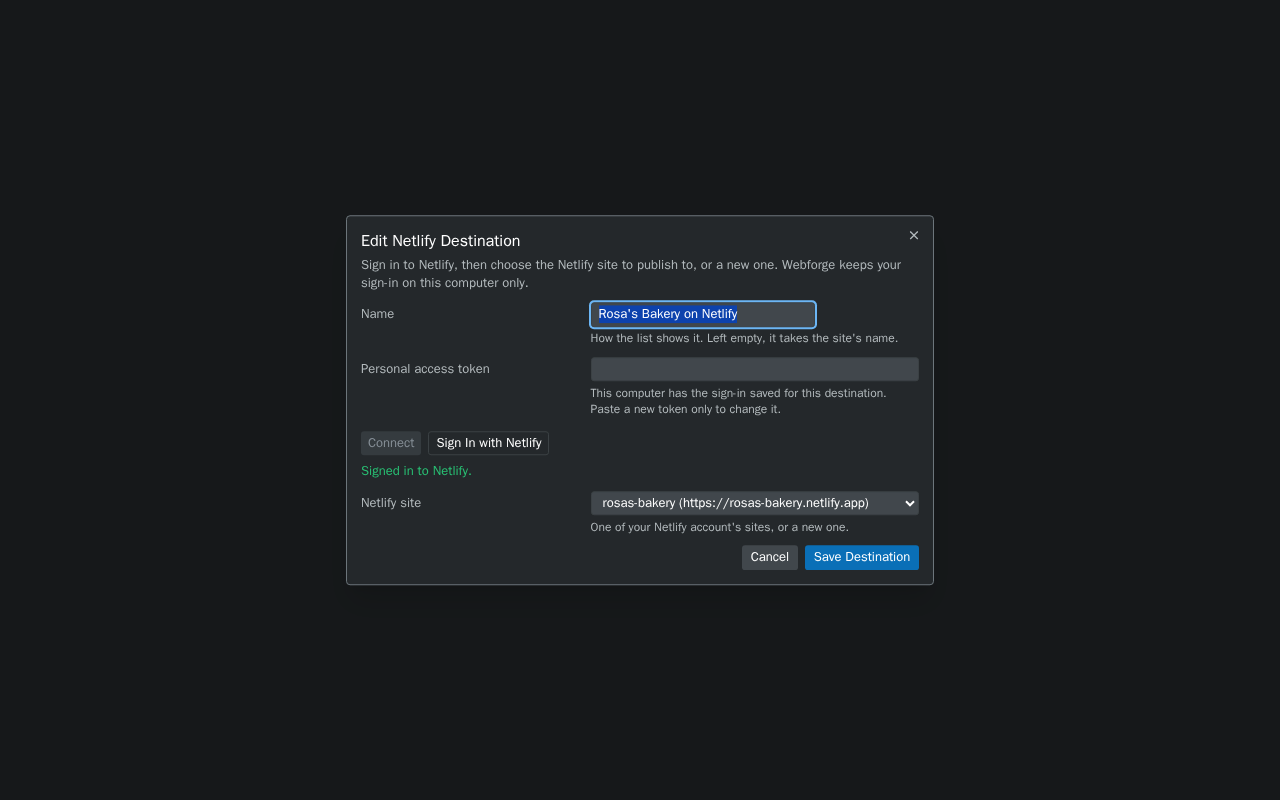 Edit Netlify Destination
×
Sign in to Netlify, then choose the Netlify site to publish to, or a new one. Webforge keeps your
sign-in on this computer only.
Name
Rosa's Bakery on Netlify
How the list shows it. Left empty, it takes the site's name.
Personal access token
This computer has the sign-in saved for this destination.
Paste a new token only to change it.
Connect
Sign In with Netlify
Signed in to Netlify.
Netlify site
rosas-bakery (https://rosas-bakery.netlify.app)
One of your Netlify account's sites, or a new one.
Cancel
Save Destination